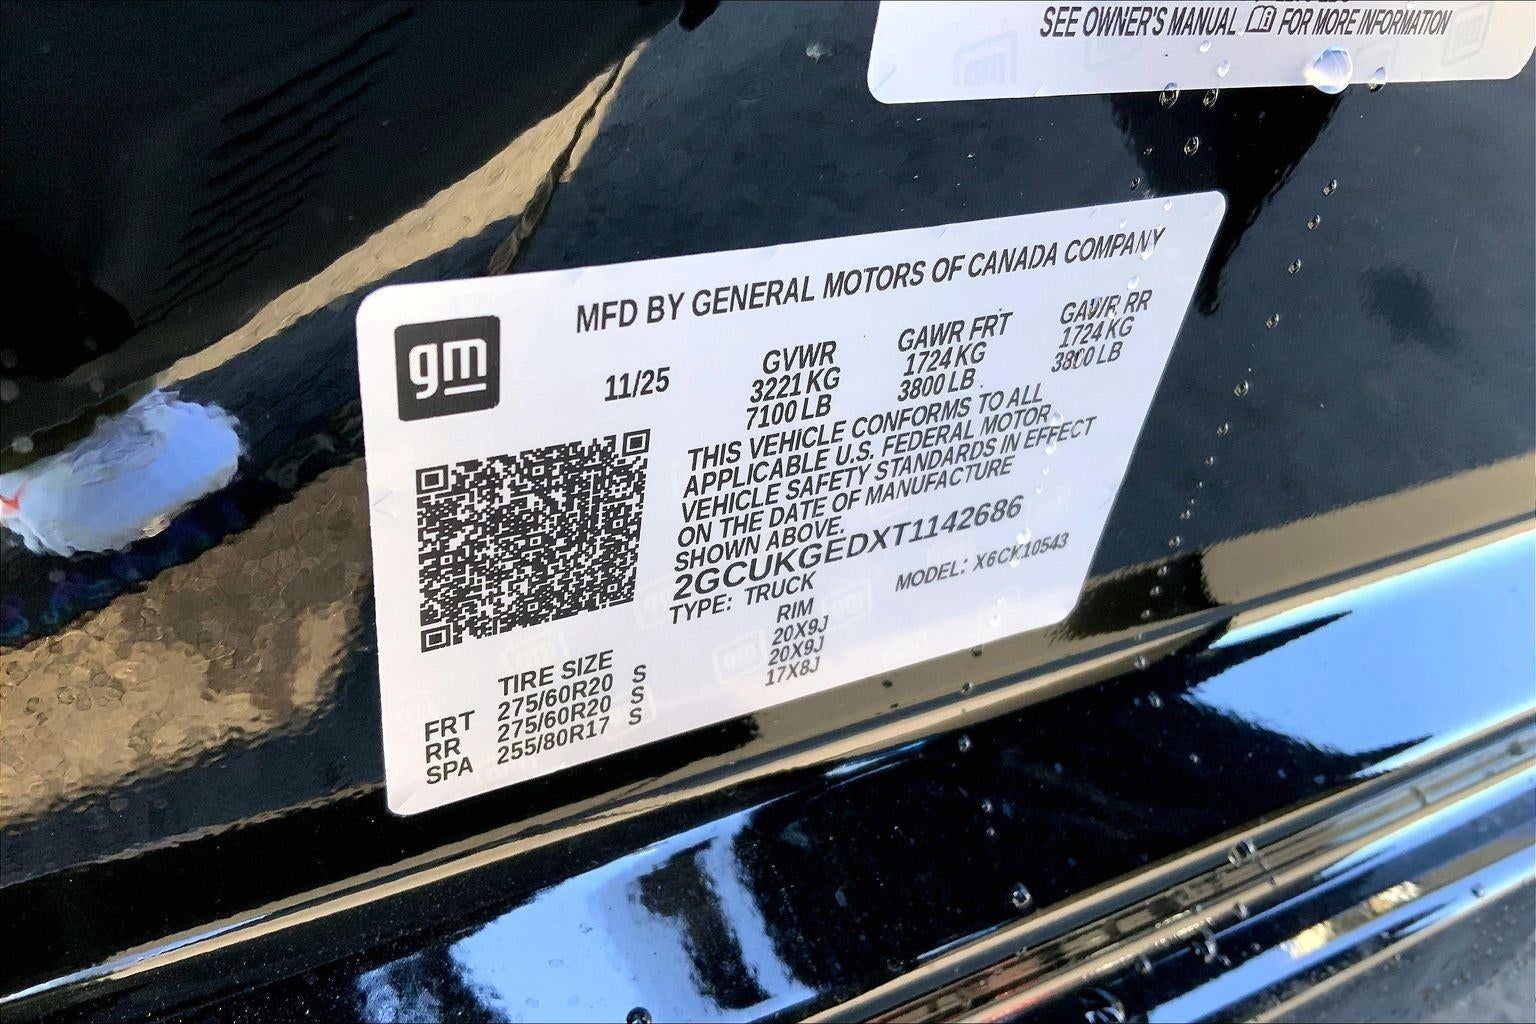 SEE OWNER'S MANUAL FOR MORE INFORMATION
MFD BY GENERAL MOTORS OF CANADA COMPANY
gm
11/25
GVWR
3221 KG
7100 LB
GAWR FRT
1724 KG
3800 LB
GAWR RR
1724 KG
3800 LB
THIS VEHICLE CONFORMS TO ALL
APPLICABLE U.S. FEDERAL MOTOR
VEHICLE SAFETY STANDARDS IN EFFECT
ON THE DATE OF MANUFACTURE
SHOWN ABOVE.
2GCUKGEDXT1142686
TYPE: TRUCK MODEL: X6CK10543
TIRE SIZE RIM
FRT 275/60R20 S 20X9J
RR 275/60R20 S 20X9J
SPA 255/80R17 S 17X8J